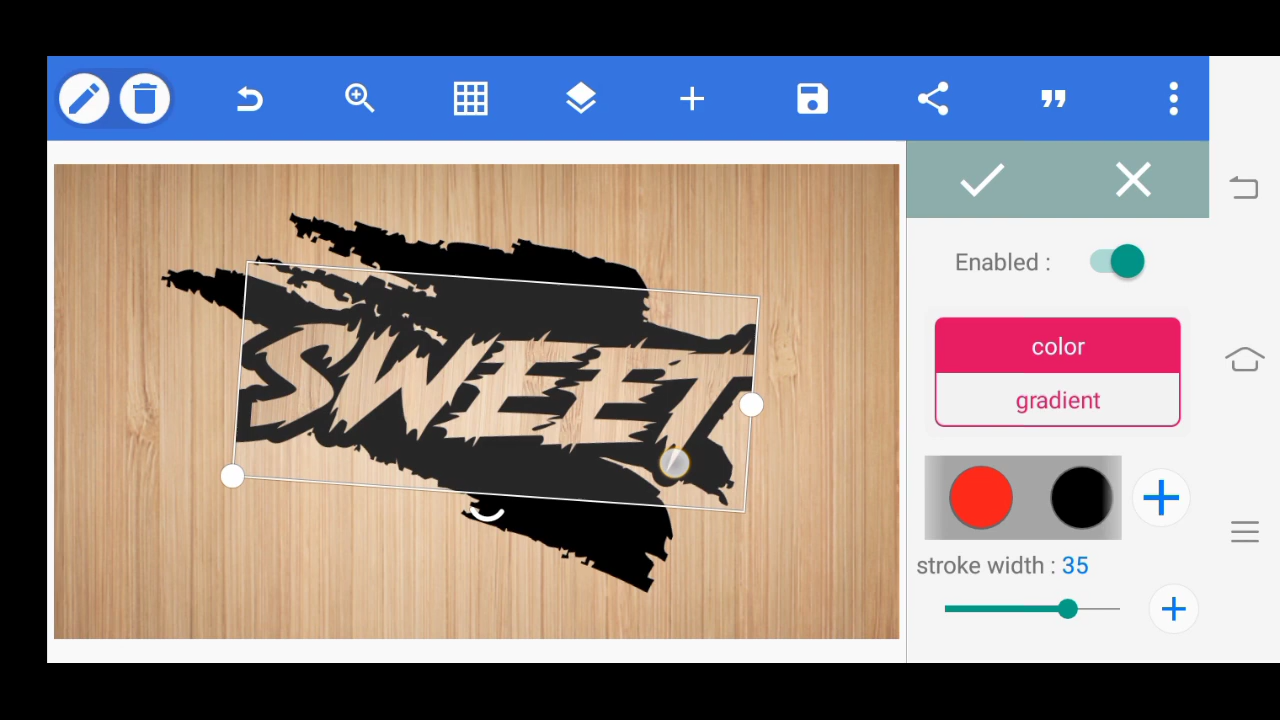 Enabled :
color
gradient
stroke width : 35
SWEET